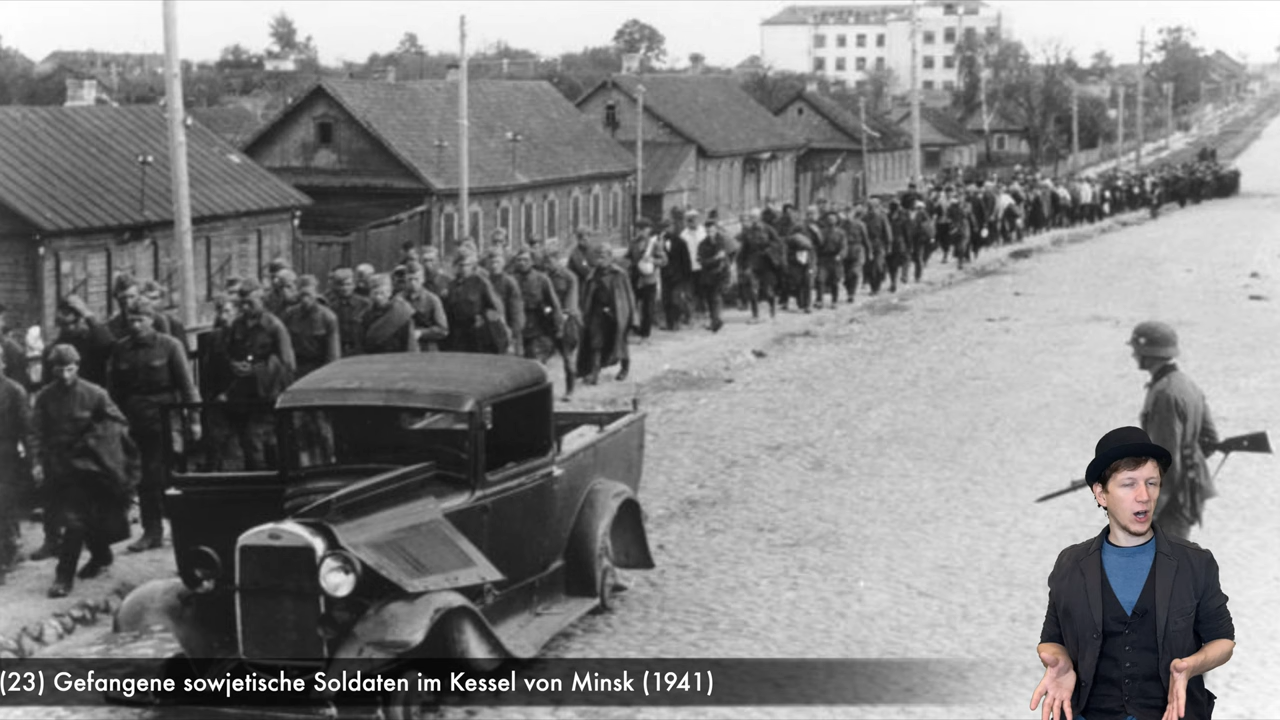 (23) Gefangene sowjetische Soldaten im Kessel von Minsk (1941)